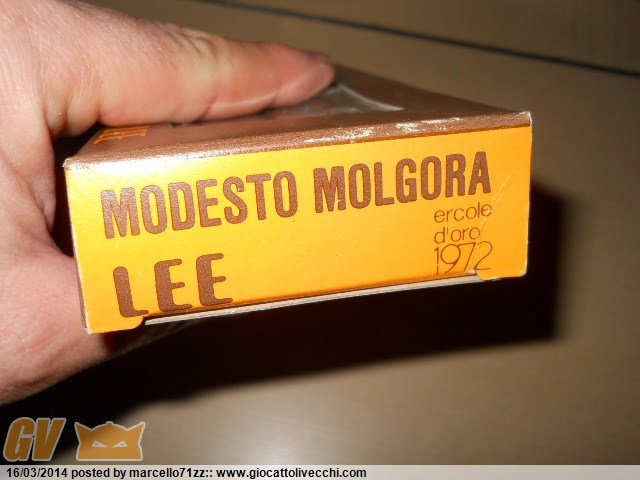 MODESTO MOLGORA
LEE
ercole
d'oro
1972
GV
16/03/2014 posted by marcello71zz:: www.giocattolivecchi.com